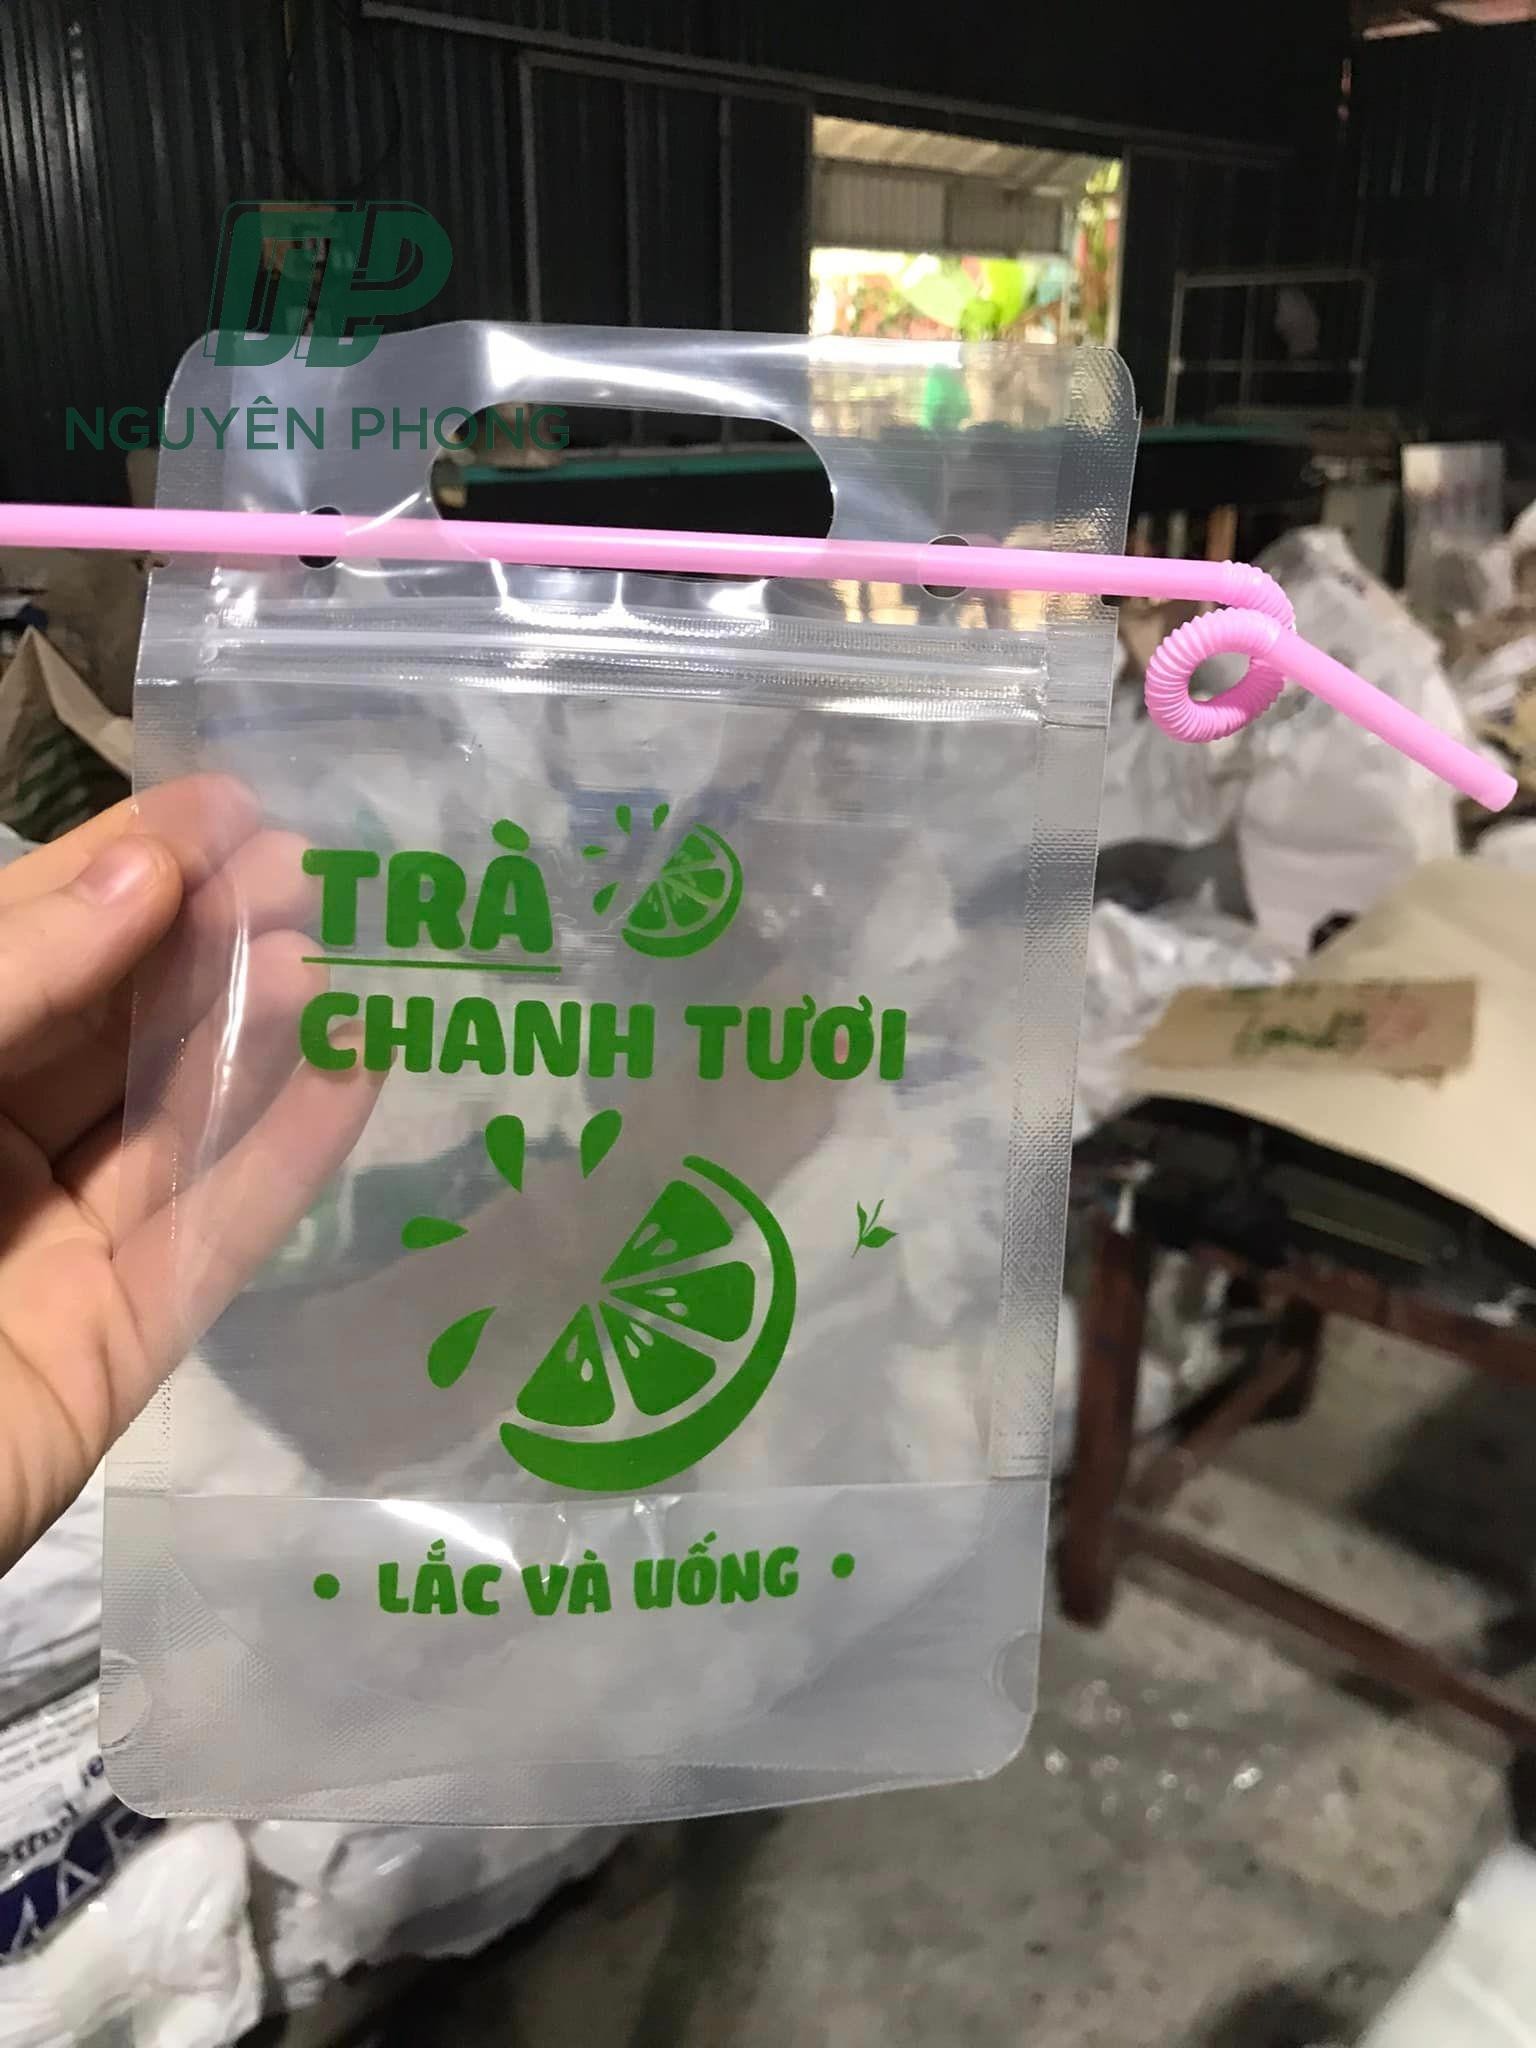 NGUYÊN PHONG
TRÀ
CHANH TƯƠI
• LẮC VÀ UỐNG •